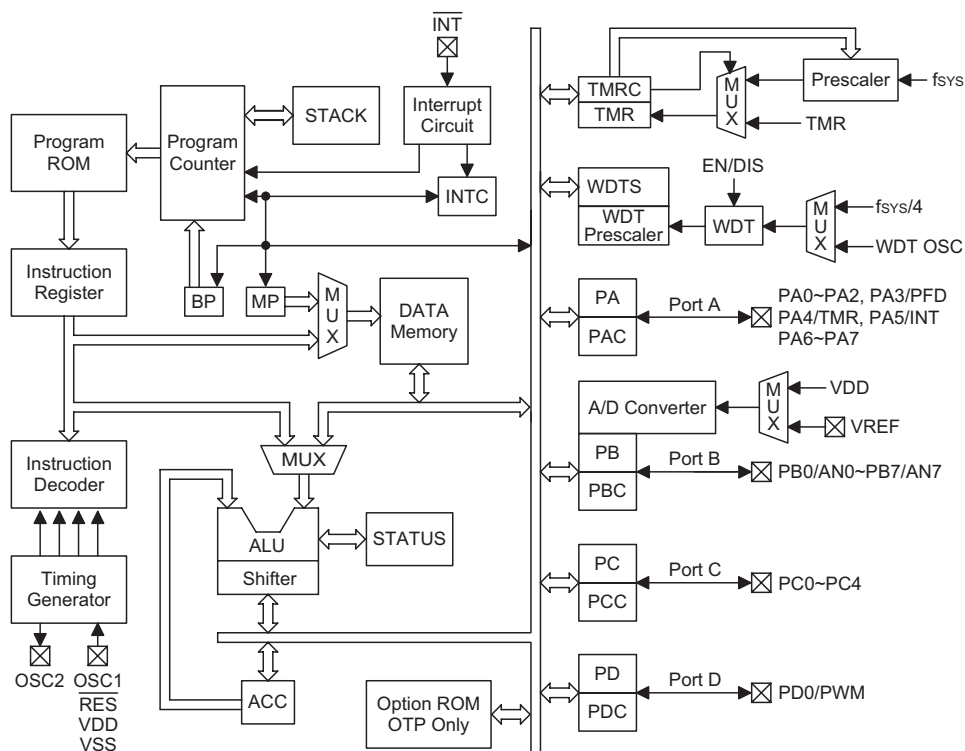 INT
Interrupt
Circuit
INTC
STACK
Program
Counter
Program
ROM
Instruction
Register
BP
MP
MUX
DATA
Memory
Instruction
Decoder
MUX
ALU
Shifter
STATUS
Timing
Generator
OSC2
OSC1
RES
VDD
VSS
ACC
Option ROM
OTP Only
TMRC
TMR
MUX
Prescaler
fSYS
TMR
WDTS
WDT
Prescaler
EN/DIS
WDT
MUX
fSYS/4
WDT OSC
PA
PAC
Port A
PA0~PA2, PA3/PFD
PA4/TMR, PA5/INT
PA6~PA7
A/D Converter
MUX
VDD
VREF
PB
PBC
Port B
PB0/AN0~PB7/AN7
PC
PCC
Port C
PC0~PC4
PD
PDC
Port D
PD0/PWM